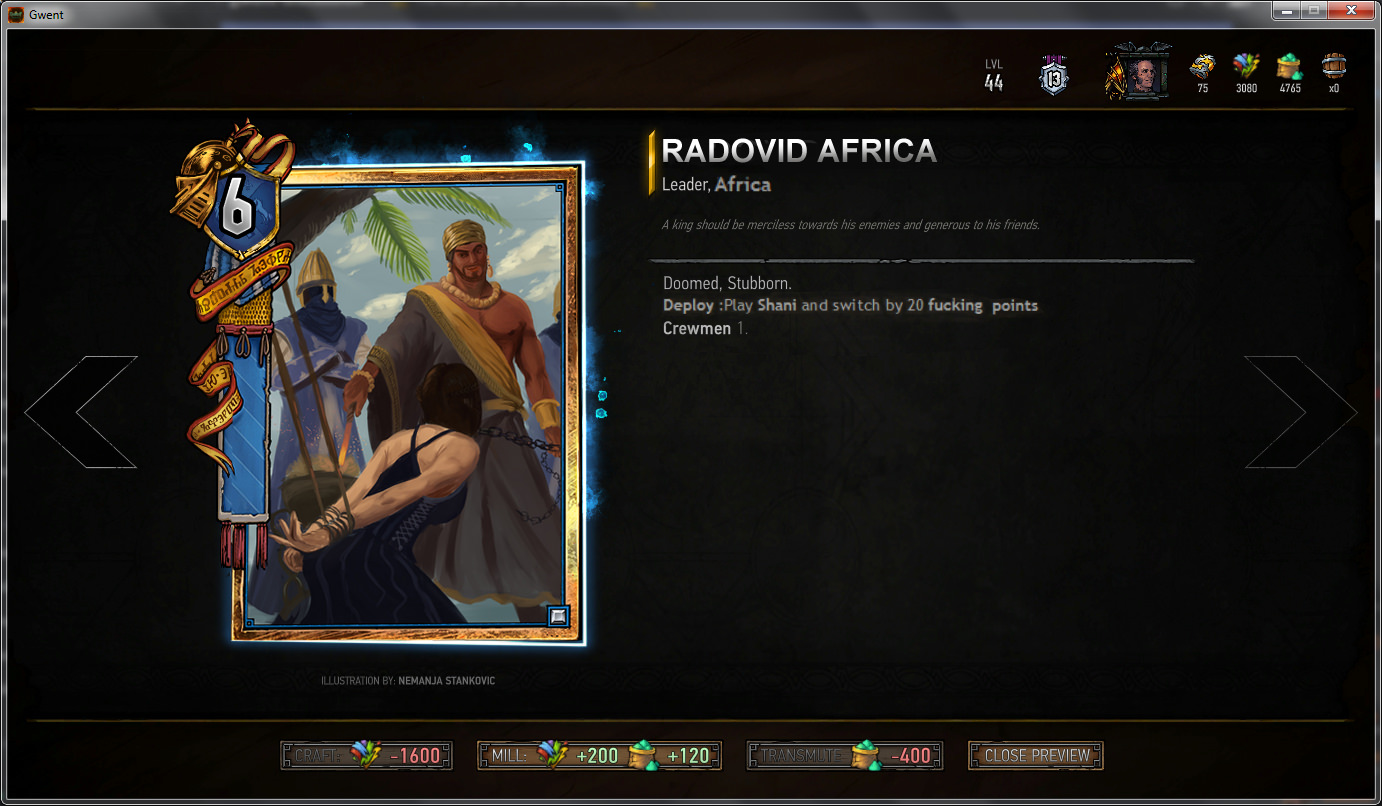 Gwent
LVL
44
13
75
3080
4765
x0
6
RADOVID AFRICA
Leader, Africa
A king should be merciless towards his enemies and generous to his friends.
Doomed, Stubborn.
Deploy :Play Shani and switch by 20 fucking points
Crewmen 1.
ILLUSTRATION BY: NEMANJA STANKOVIC
CRAFT: -1600
MILL: +200 +120
TRANSMUTE: -400
CLOSE PREVIEW